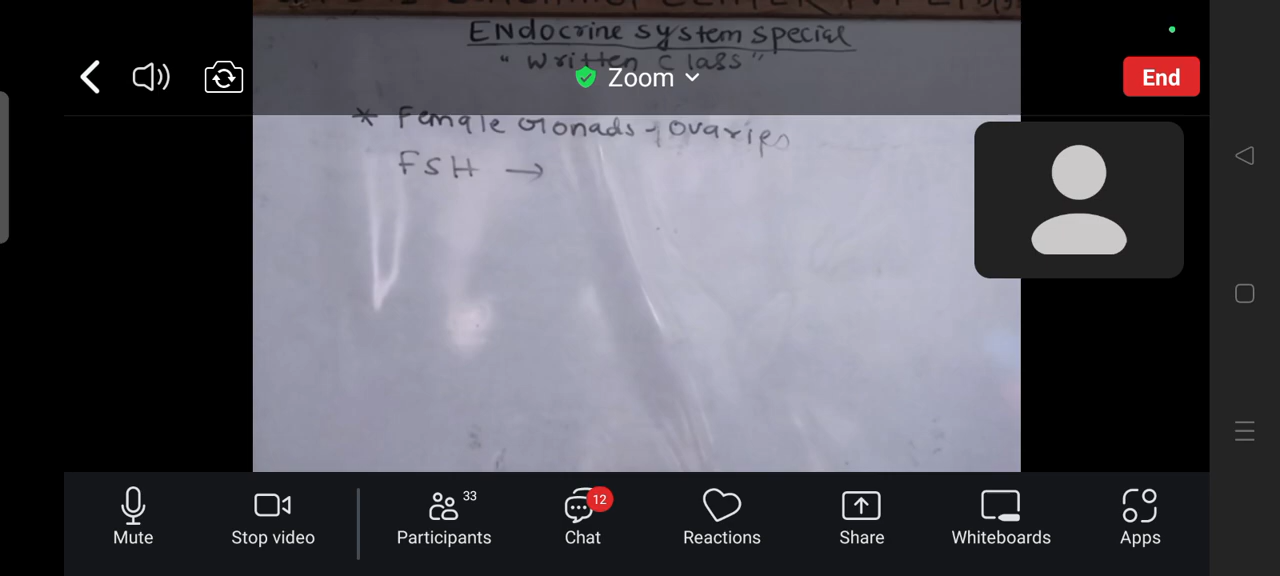 ENdocrine system special
" written class "
Zoom
End
* Female Gonads - ovaries
FSH →
33
12
Mute
Stop video
Participants
Chat
Reactions
Share
Whiteboards
Apps